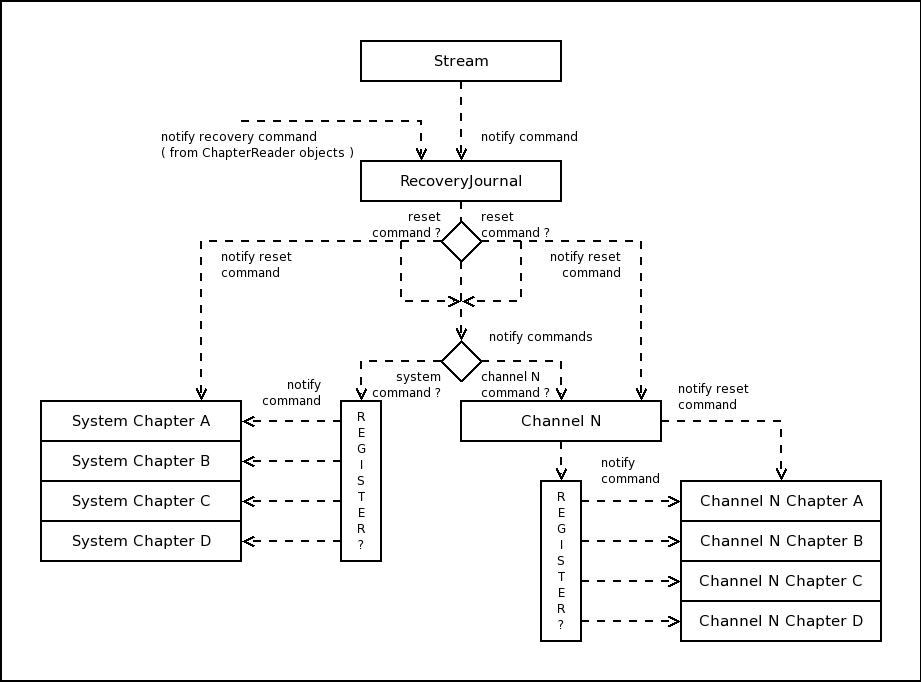 Stream
notify recovery command
( from ChapterReader objects )
notify command
RecoveryJournal
reset
command ?
reset
command ?
notify reset
command
notify reset
command
notify commands
system
command ?
channel N
command ?
notify
command
notify reset
command
System Chapter A
System Chapter B
System Chapter C
System Chapter D
R
E
G
I
S
T
E
R
?
Channel N
notify
command
R
E
G
I
S
T
E
R
?
Channel N Chapter A
Channel N Chapter B
Channel N Chapter C
Channel N Chapter D